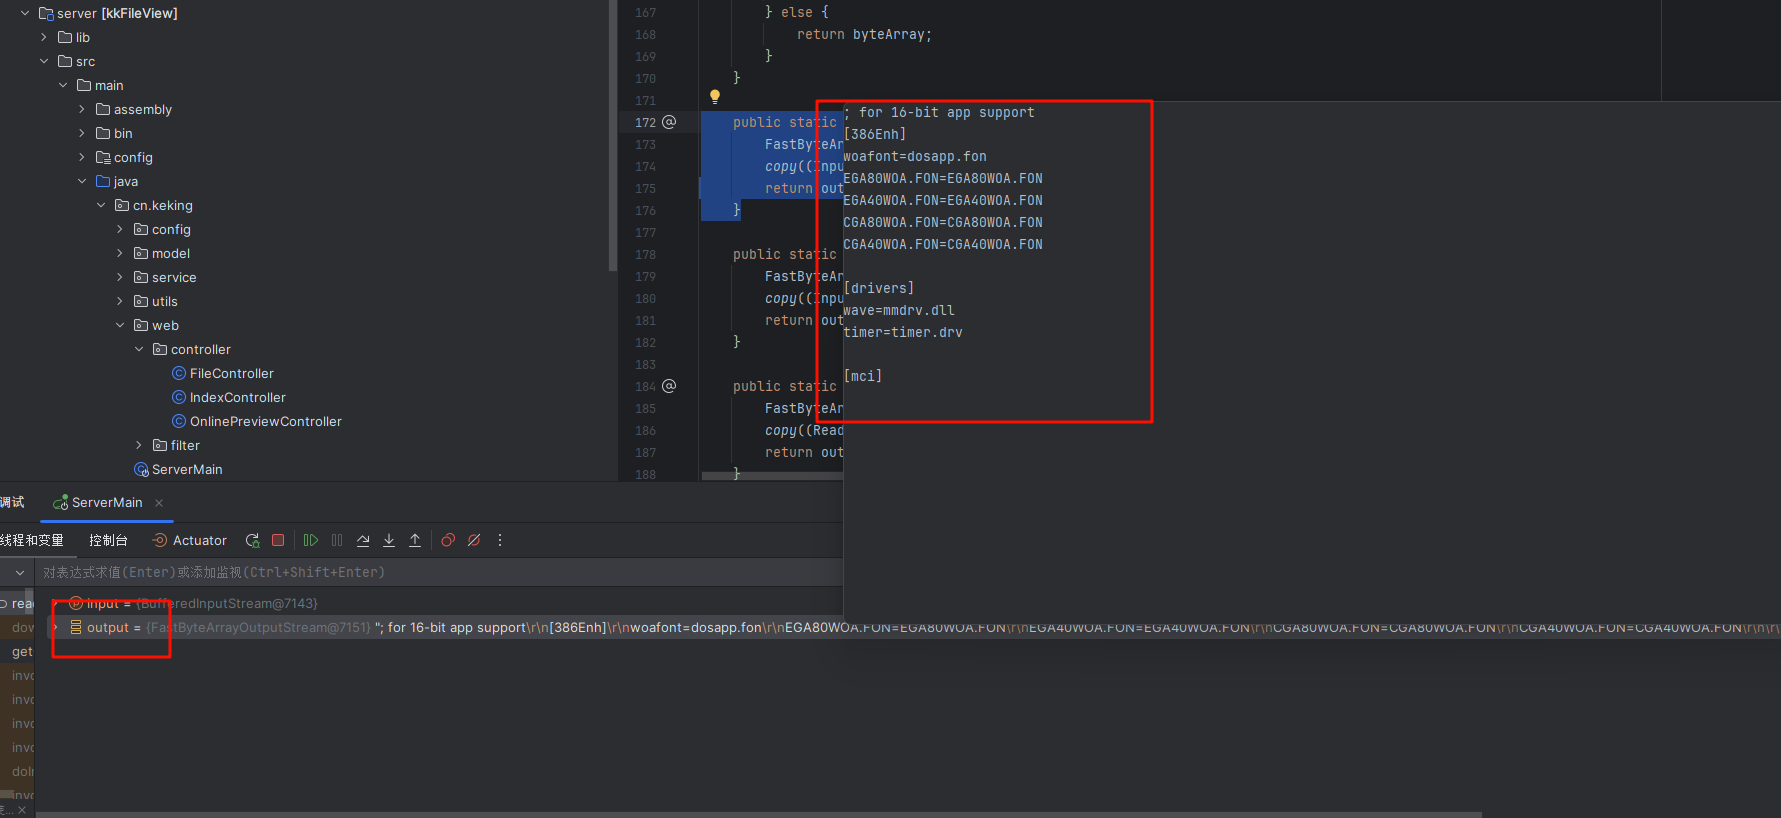 server [kkFileView]
lib
src
main
assembly
bin
config
java
cn.keking
config
model
service
utils
web
controller
FileController
IndexController
OnlinePreviewController
filter
ServerMain
167 } else {
168 return byteArray;
169 }
170 }
171
172 @ public static
173 FastByteAr
174 copy((Inpu
175 return out
176 }
177
178 public static
179 FastByteAr
180 copy((Inpu
181 return out
182 }
183
184 @ public static
185 FastByteAr
186 copy((Read
187 return out
188 }
; for 16-bit app support
[386Enh]
woafont=dosapp.fon
EGA80WOA.FON=EGA80WOA.FON
EGA40WOA.FON=EGA40WOA.FON
CGA80WOA.FON=CGA80WOA.FON
CGA40WOA.FON=CGA40WOA.FON
[drivers]
wave=mmdrv.dll
timer=timer.drv
[mci]
调试 ServerMain
线程和变量 控制台 Actuator
对表达式求值(Enter)或添加监视(Ctrl+Shift+Enter)
input = {BufferedInputStream@7143}
output = {FastByteArrayOutputStream@7151} "; for 16-bit app support\r\n[386Enh]\r\nwoafont=dosapp.fon\r\nEGA80WOA.FON=EGA80WOA.FON\r\nEGA40WOA.FON=EGA40WOA.FON\r\nCGA80WOA.FON=CGA80WOA.FON\r\nCGA40WOA.FON=CGA40WOA.FON\r\n\r\
rea
dov
get
invo
invo
invo
invo
doIn
invo